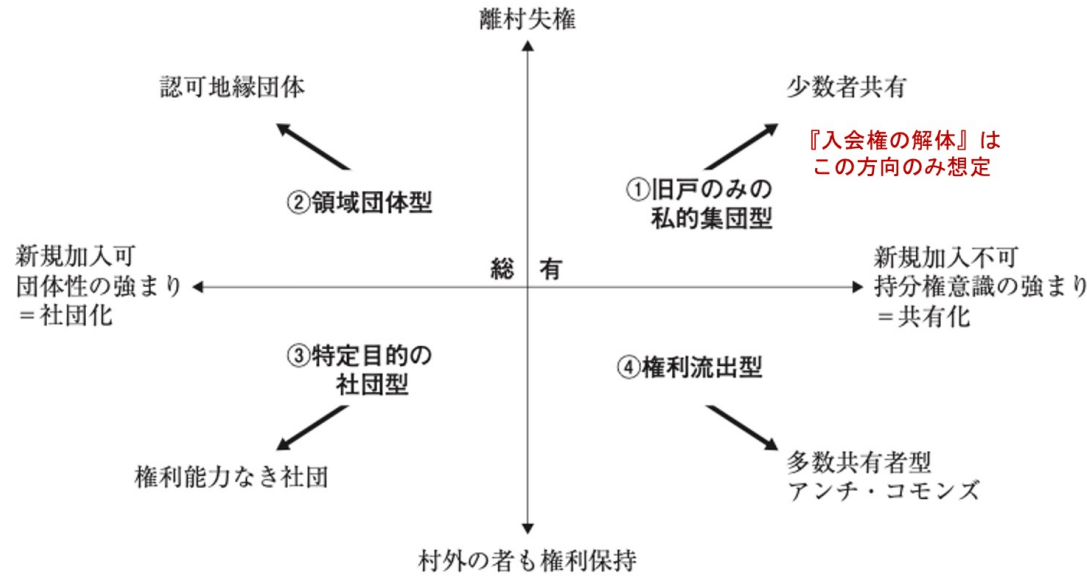 離村失権
認可地縁団体
少数者共有
『入会権の解体』は
この方向のみ想定
②領域団体型
①旧戸のみの
私的集団型
新規加入可
団体性の強まり
＝社団化
総有
新規加入不可
持分権意識の強まり
＝共有化
③特定目的の
社団型
④権利流出型
権利能力なき社団
多数共有者型
アンチ・コモンズ
村外の者も権利保持